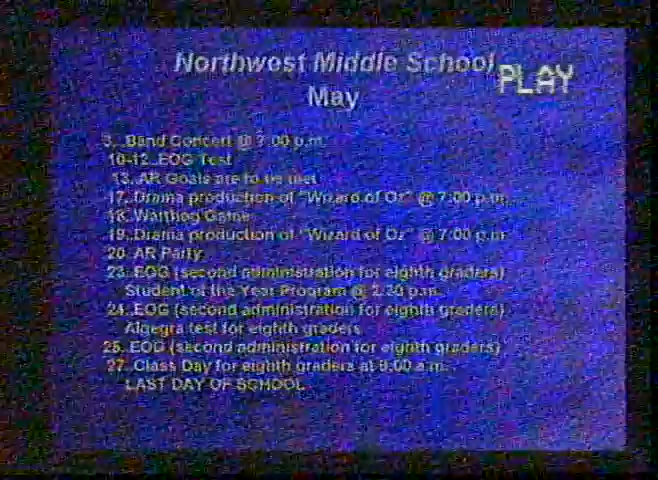 Northwest Middle School
PLAY
May
3. .Band Concert @ 7:00 p.m.
10-12..EOG Test
13..AR Goals are to be met
17..Drama production of "Wizard of Oz" @ 7:00 p.m.
18..Warthog Game
19..Drama production of "Wizard of Oz" @ 7:00 p.m.
20..AR Party
23..EOG (second administration for eighth graders)
Student of the Year Program @ 2:20 p.m.
24..EOG (second administration for eighth graders)
Algegra test for eighth graders
25..EOG (second administration for eighth graders)
27..Class Day for eighth graders at 9:00 a.m.
LAST DAY OF SCHOOL